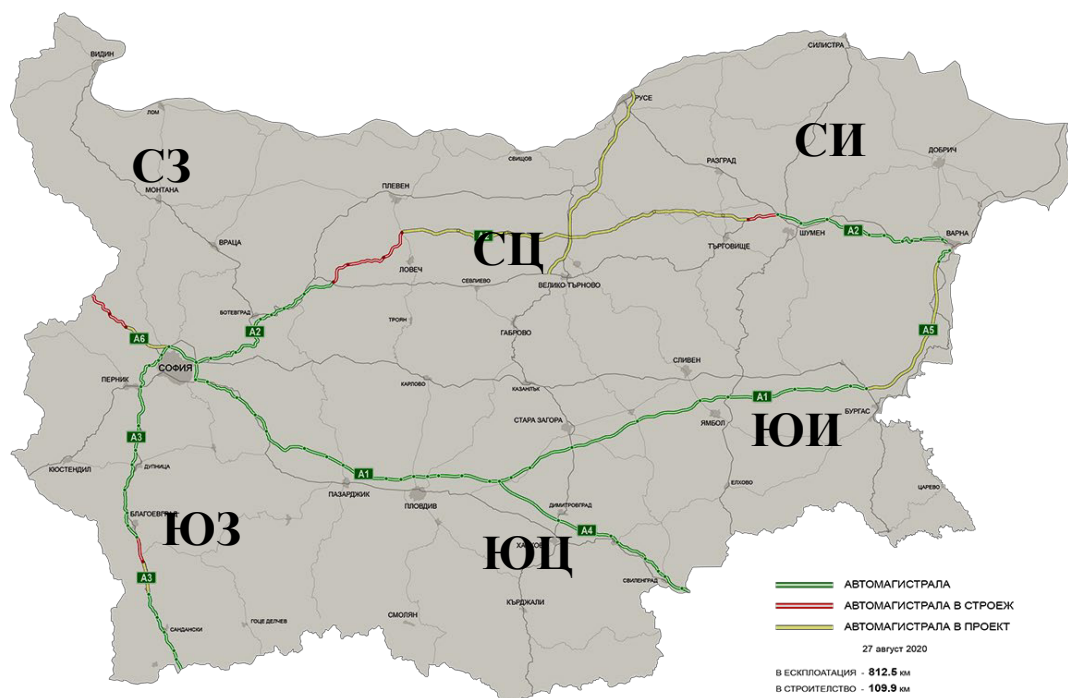 СИЛИСТРА
ВИДИН
РУСЕ
ЛОМ
СИ
СЗ
СВИЩОВ
РАЗГРАД
ДОБРИЧ
МОНТАНА
ПЛЕВЕН
ВРАЦА
A2
СЦ
ШУМЕН
A2
ВАРНА
ТЪРГОВИЩЕ
ЛОВЕЧ
СЕВЛИЕВО
ВЕЛИКО ТЪРНОВО
БОТЕВГРАД
A2
ТРОЯН
ГАБРОВО
A5
A6
СОФИЯ
СЛИВЕН
ПЕРНИК
КАРЛОВО
КАЗАНЛЪК
A1
БУРГАС
СТАРА ЗАГОРА
ЯМБОЛ
ЮИ
A3
КЮСТЕНДИЛ
ДУПНИЦА
A1
ПАЗАРДЖИК
ПЛОВДИВ
ЕЛХОВО
ЦАРЕВО
ДИМИТРОВГРАД
БЛАГОЕВГРАД
ЮЗ
A4
ЮЦ
СВИЛЕНГРАД
A3
КЪРДЖАЛИ
СМОЛЯН
ГОЦЕ ДЕЛЧЕВ
САНДАНСКИ
АВТОМАГИСТРАЛА
АВТОМАГИСТРАЛА В СТРОЕЖ
АВТОМАГИСТРАЛА В ПРОЕКТ
27 август 2020
В ЕСКПЛОАТАЦИЯ - 812.5 км
В СТРОИТЕЛСТВО - 109.9 км